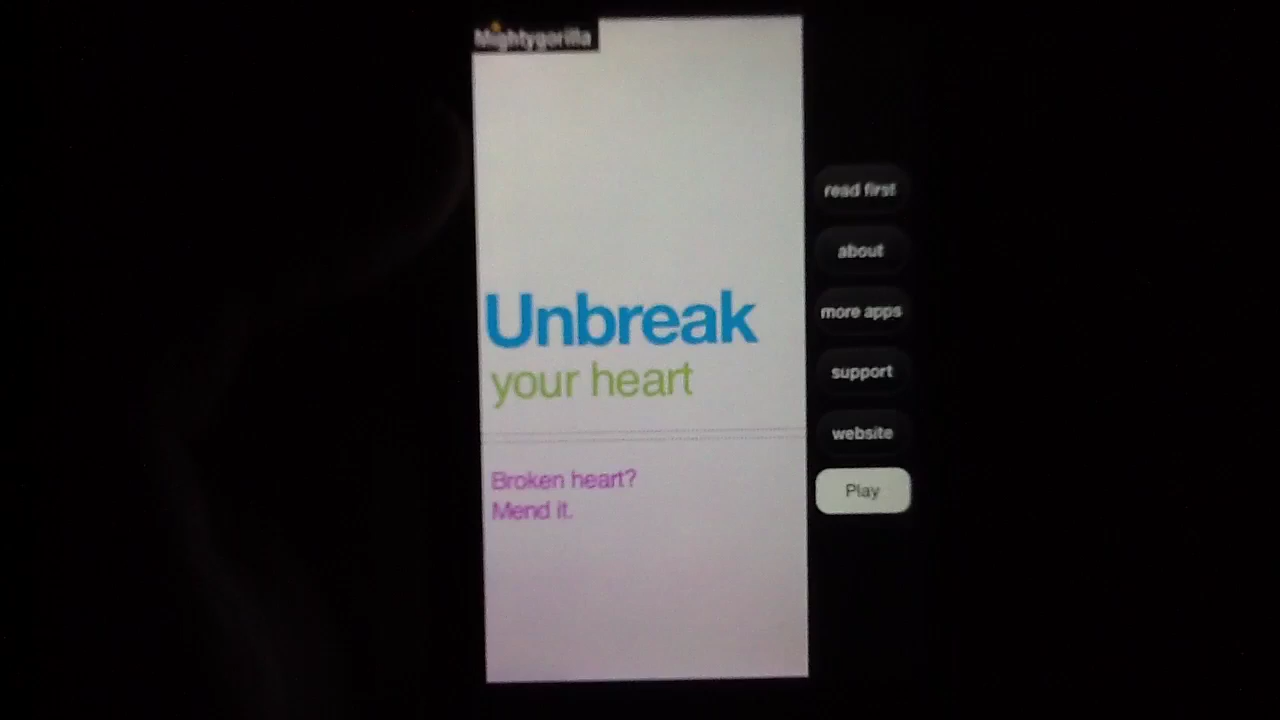 Mightygorilla
Unbreak
your heart
Broken heart?
Mend it.
read first
about
more apps
support
website
Play